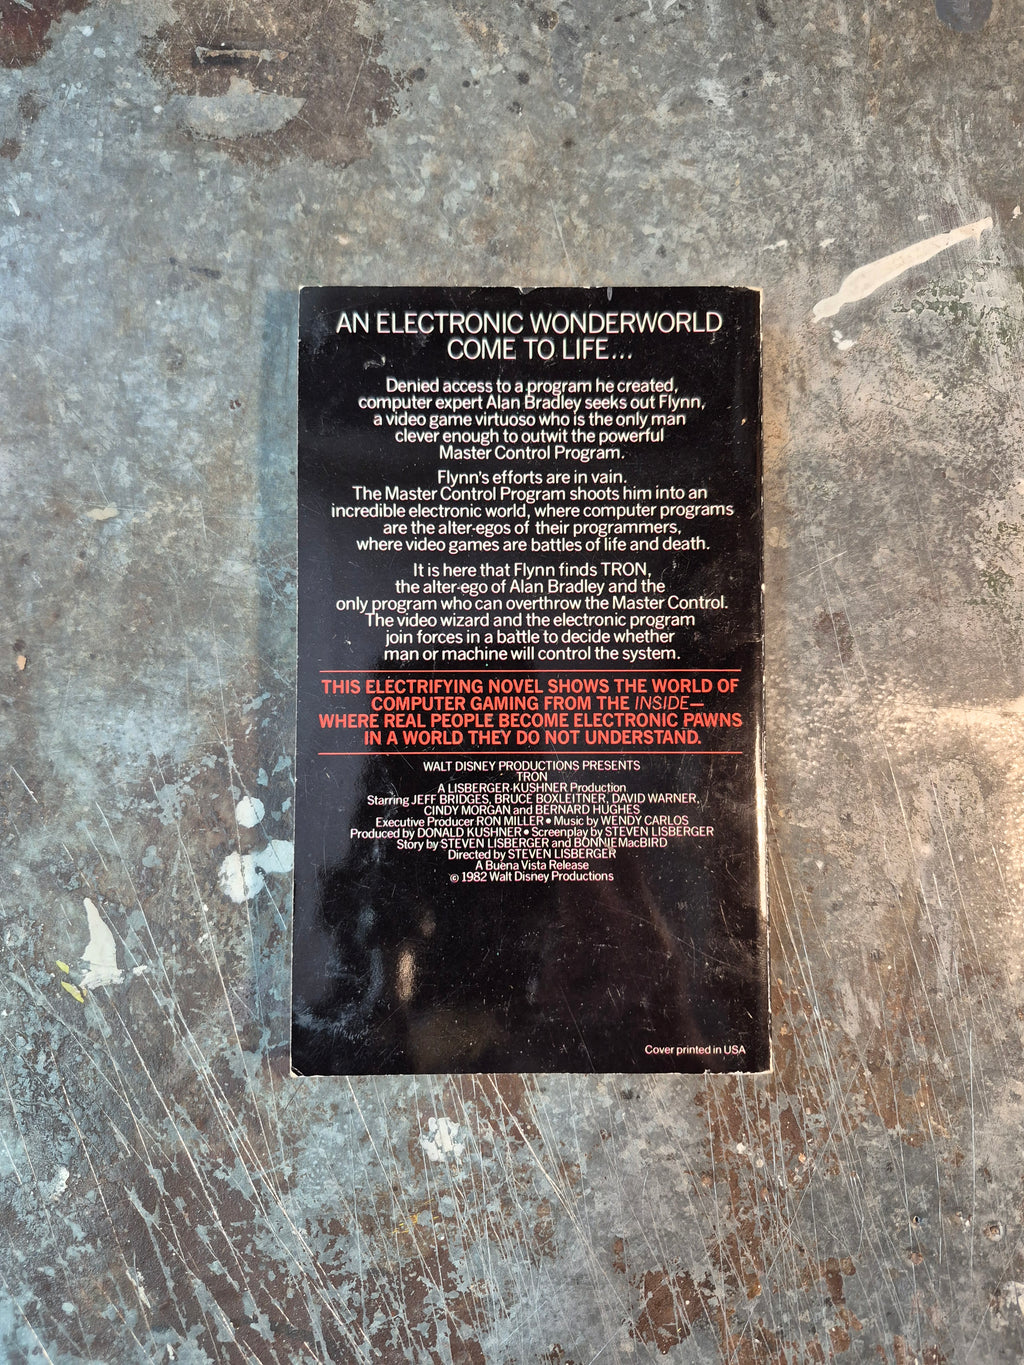 AN ELECTRONIC WONDERWORLD
COME TO LIFE...
Denied access to a program he created,
computer expert Alan Bradley seeks out Flynn,
a video game virtuoso who is the only man
clever enough to outwit the powerful
Master Control Program.
Flynn's efforts are in vain.
The Master Control Program shoots him into an
incredible electronic world, where computer programs
are the alter-egos of their programmers,
where video games are battles of life and death.
It is here that Flynn finds TRON,
the alter-ego of Alan Bradley and the
only program who can overthrow the Master Control.
The video wizard and the electronic program
join forces in a battle to decide whether
man or machine will control the system.
THIS ELECTRIFYING NOVEL SHOWS THE WORLD OF
COMPUTER GAMING FROM THE INSIDE—
WHERE REAL PEOPLE BECOME ELECTRONIC PAWNS
IN A WORLD THEY DO NOT UNDERSTAND.
WALT DISNEY PRODUCTIONS PRESENTS
TRON
A LISBERGER-KUSHNER Production
Starring JEFF BRIDGES, BRUCE BOXLEITNER, DAVID WARNER,
CINDY MORGAN and BERNARD HUGHES
Executive Producer RON MILLER • Music by WENDY CARLOS
Produced by DONALD KUSHNER • Screenplay by STEVEN LISBERGER
Story by STEVEN LISBERGER and BONNIE MacBIRD
Directed by STEVEN LISBERGER
A Buena Vista Release
© 1982 Walt Disney Productions
Cover printed in USA